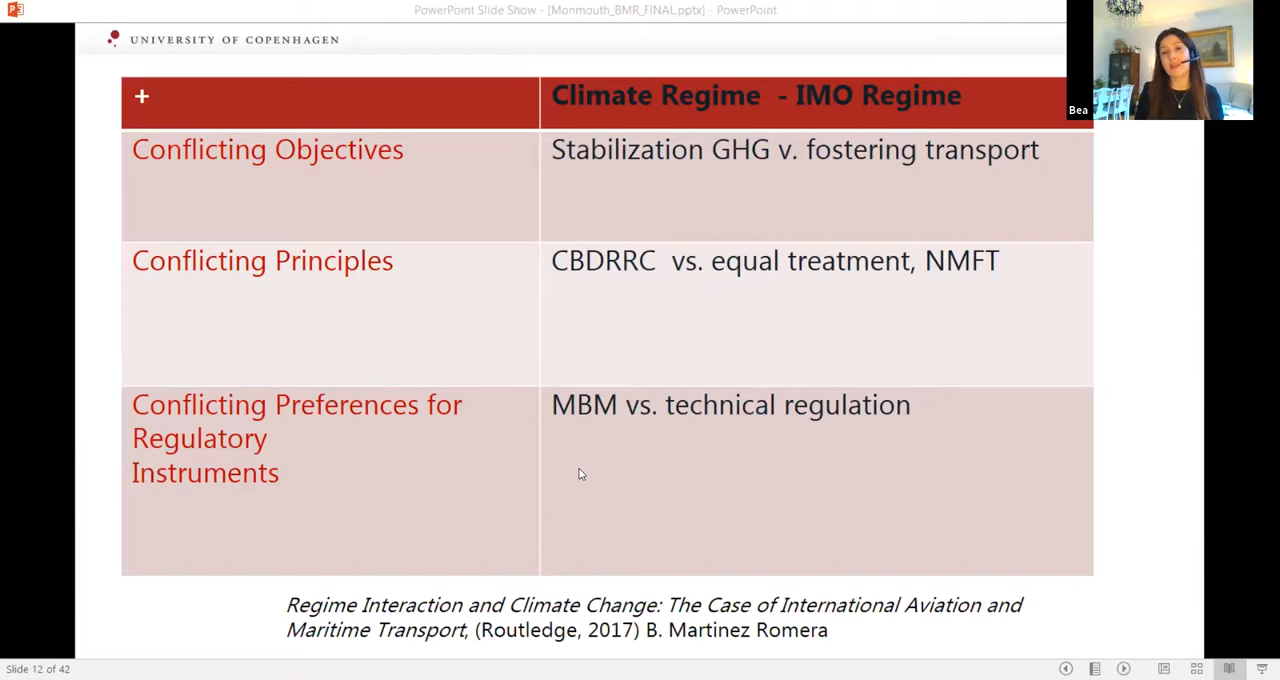 PowerPoint Slide Show - [Monmouth_BMR_FINAL.pptx] - PowerPoint
UNIVERSITY OF COPENHAGEN
Bea
+
Climate Regime - IMO Regime
Conflicting Objectives
Stabilization GHG v. fostering transport
Conflicting Principles
CBDRRC vs. equal treatment, NMFT
Conflicting Preferences for
Regulatory
Instruments
MBM vs. technical regulation
Regime Interaction and Climate Change: The Case of International Aviation and
Maritime Transport, (Routledge, 2017) B. Martinez Romera
Slide 12 of 42